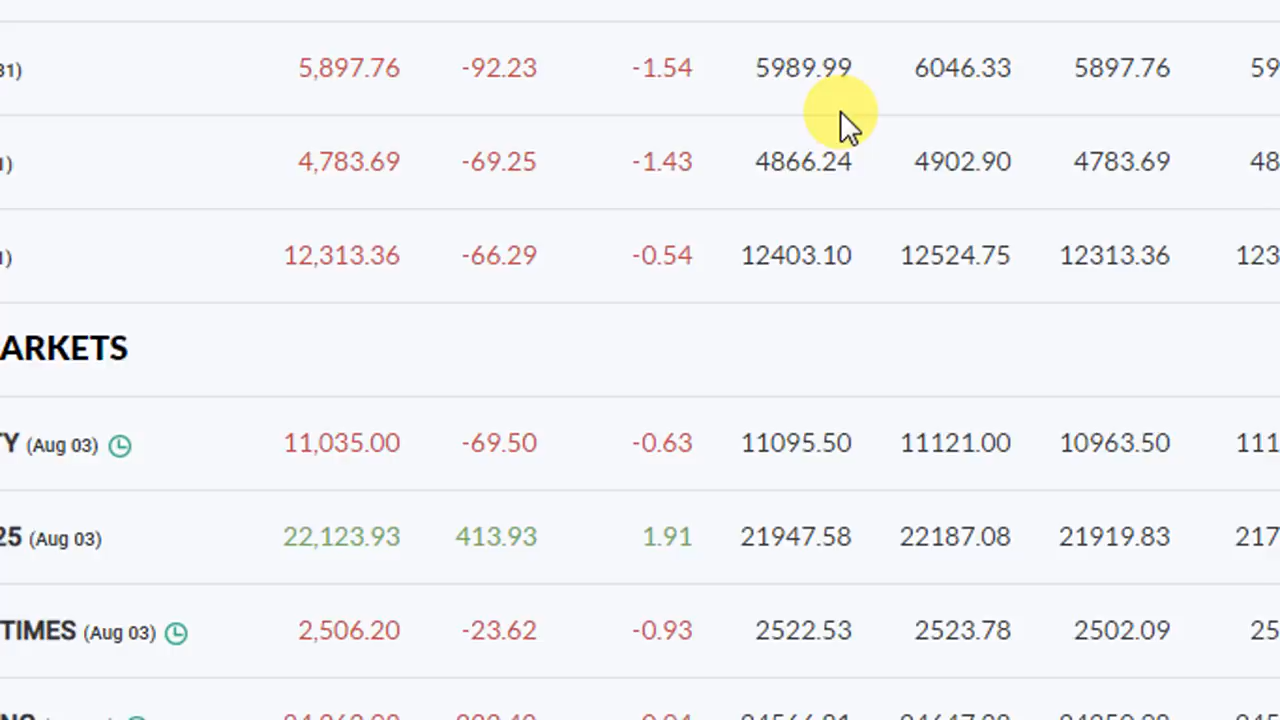 31) 5,897.76 -92.23 -1.54 5989.99 6046.33 5897.76 59
1) 4,783.69 -69.25 -1.43 4866.24 4902.90 4783.69 48
1) 12,313.36 -66.29 -0.54 12403.10 12524.75 12313.36 123
ARKETS
TY (Aug 03) 11,035.00 -69.50 -0.63 11095.50 11121.00 10963.50 111
25 (Aug 03) 22,123.93 413.93 1.91 21947.58 22187.08 21919.83 217
TIMES (Aug 03) 2,506.20 -23.62 -0.93 2522.53 2523.78 2502.09 25